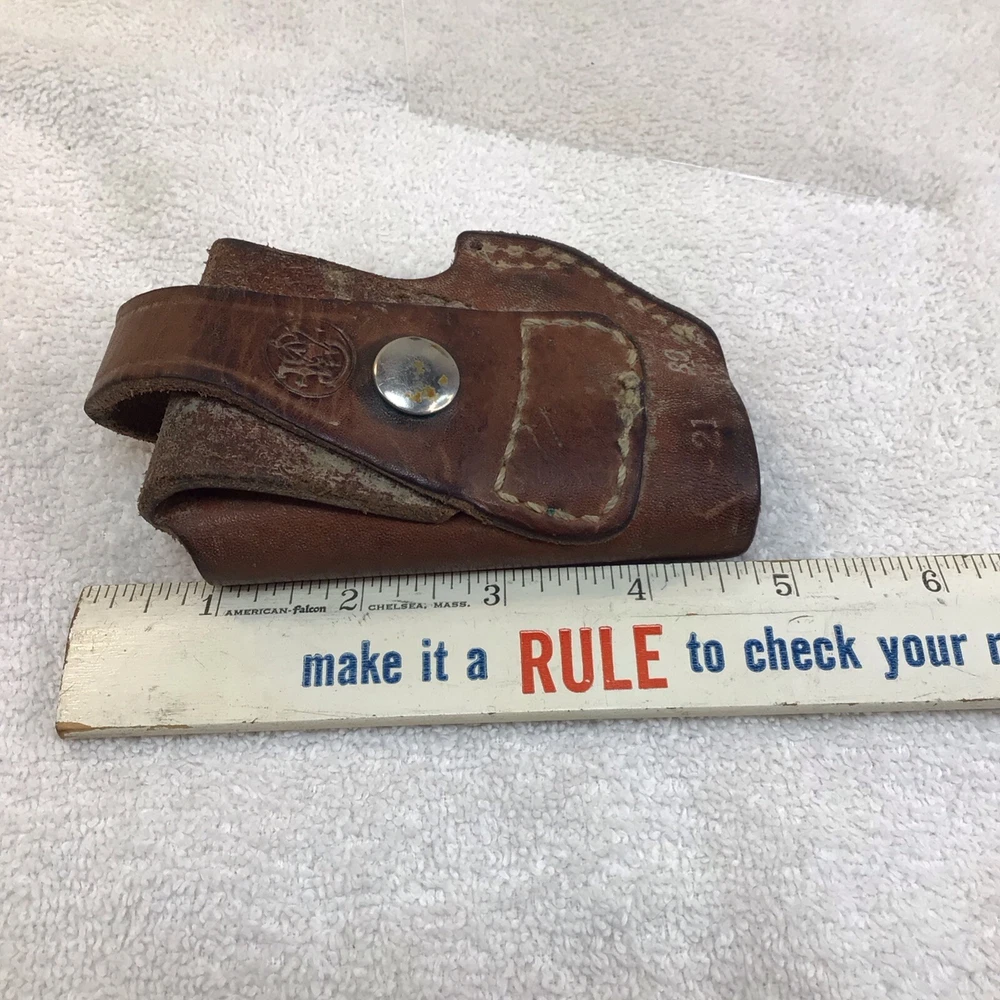 S&W
21
1 2 3 4 5 6
AMERICAN-falcon CHELSEA, MASS.
make it a RULE to check your